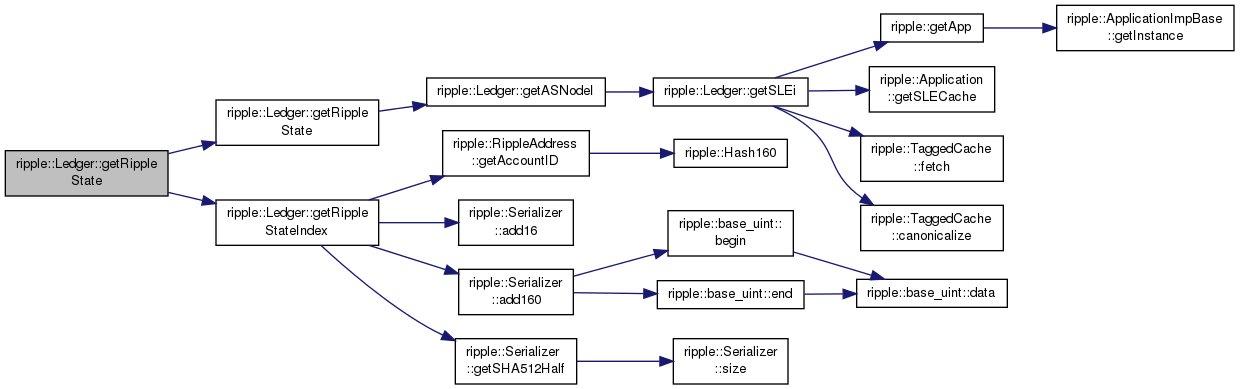 ripple::Ledger::getRipple
State
ripple::Ledger::getRipple
State
ripple::Ledger::getRipple
StateIndex
ripple::Ledger::getASNodeI
ripple::RippleAddress
::getAccountID
ripple::Serializer
::add16
ripple::Serializer
::add160
ripple::Serializer
::getSHA512Half
ripple::Ledger::getSLEi
ripple::Hash160
ripple::base_uint::
begin
ripple::base_uint::end
ripple::Serializer
::size
ripple::getApp
ripple::Application
::getSLECache
ripple::TaggedCache
::fetch
ripple::TaggedCache
::canonicalize
ripple::base_uint::data
ripple::ApplicationImpBase
::getInstance